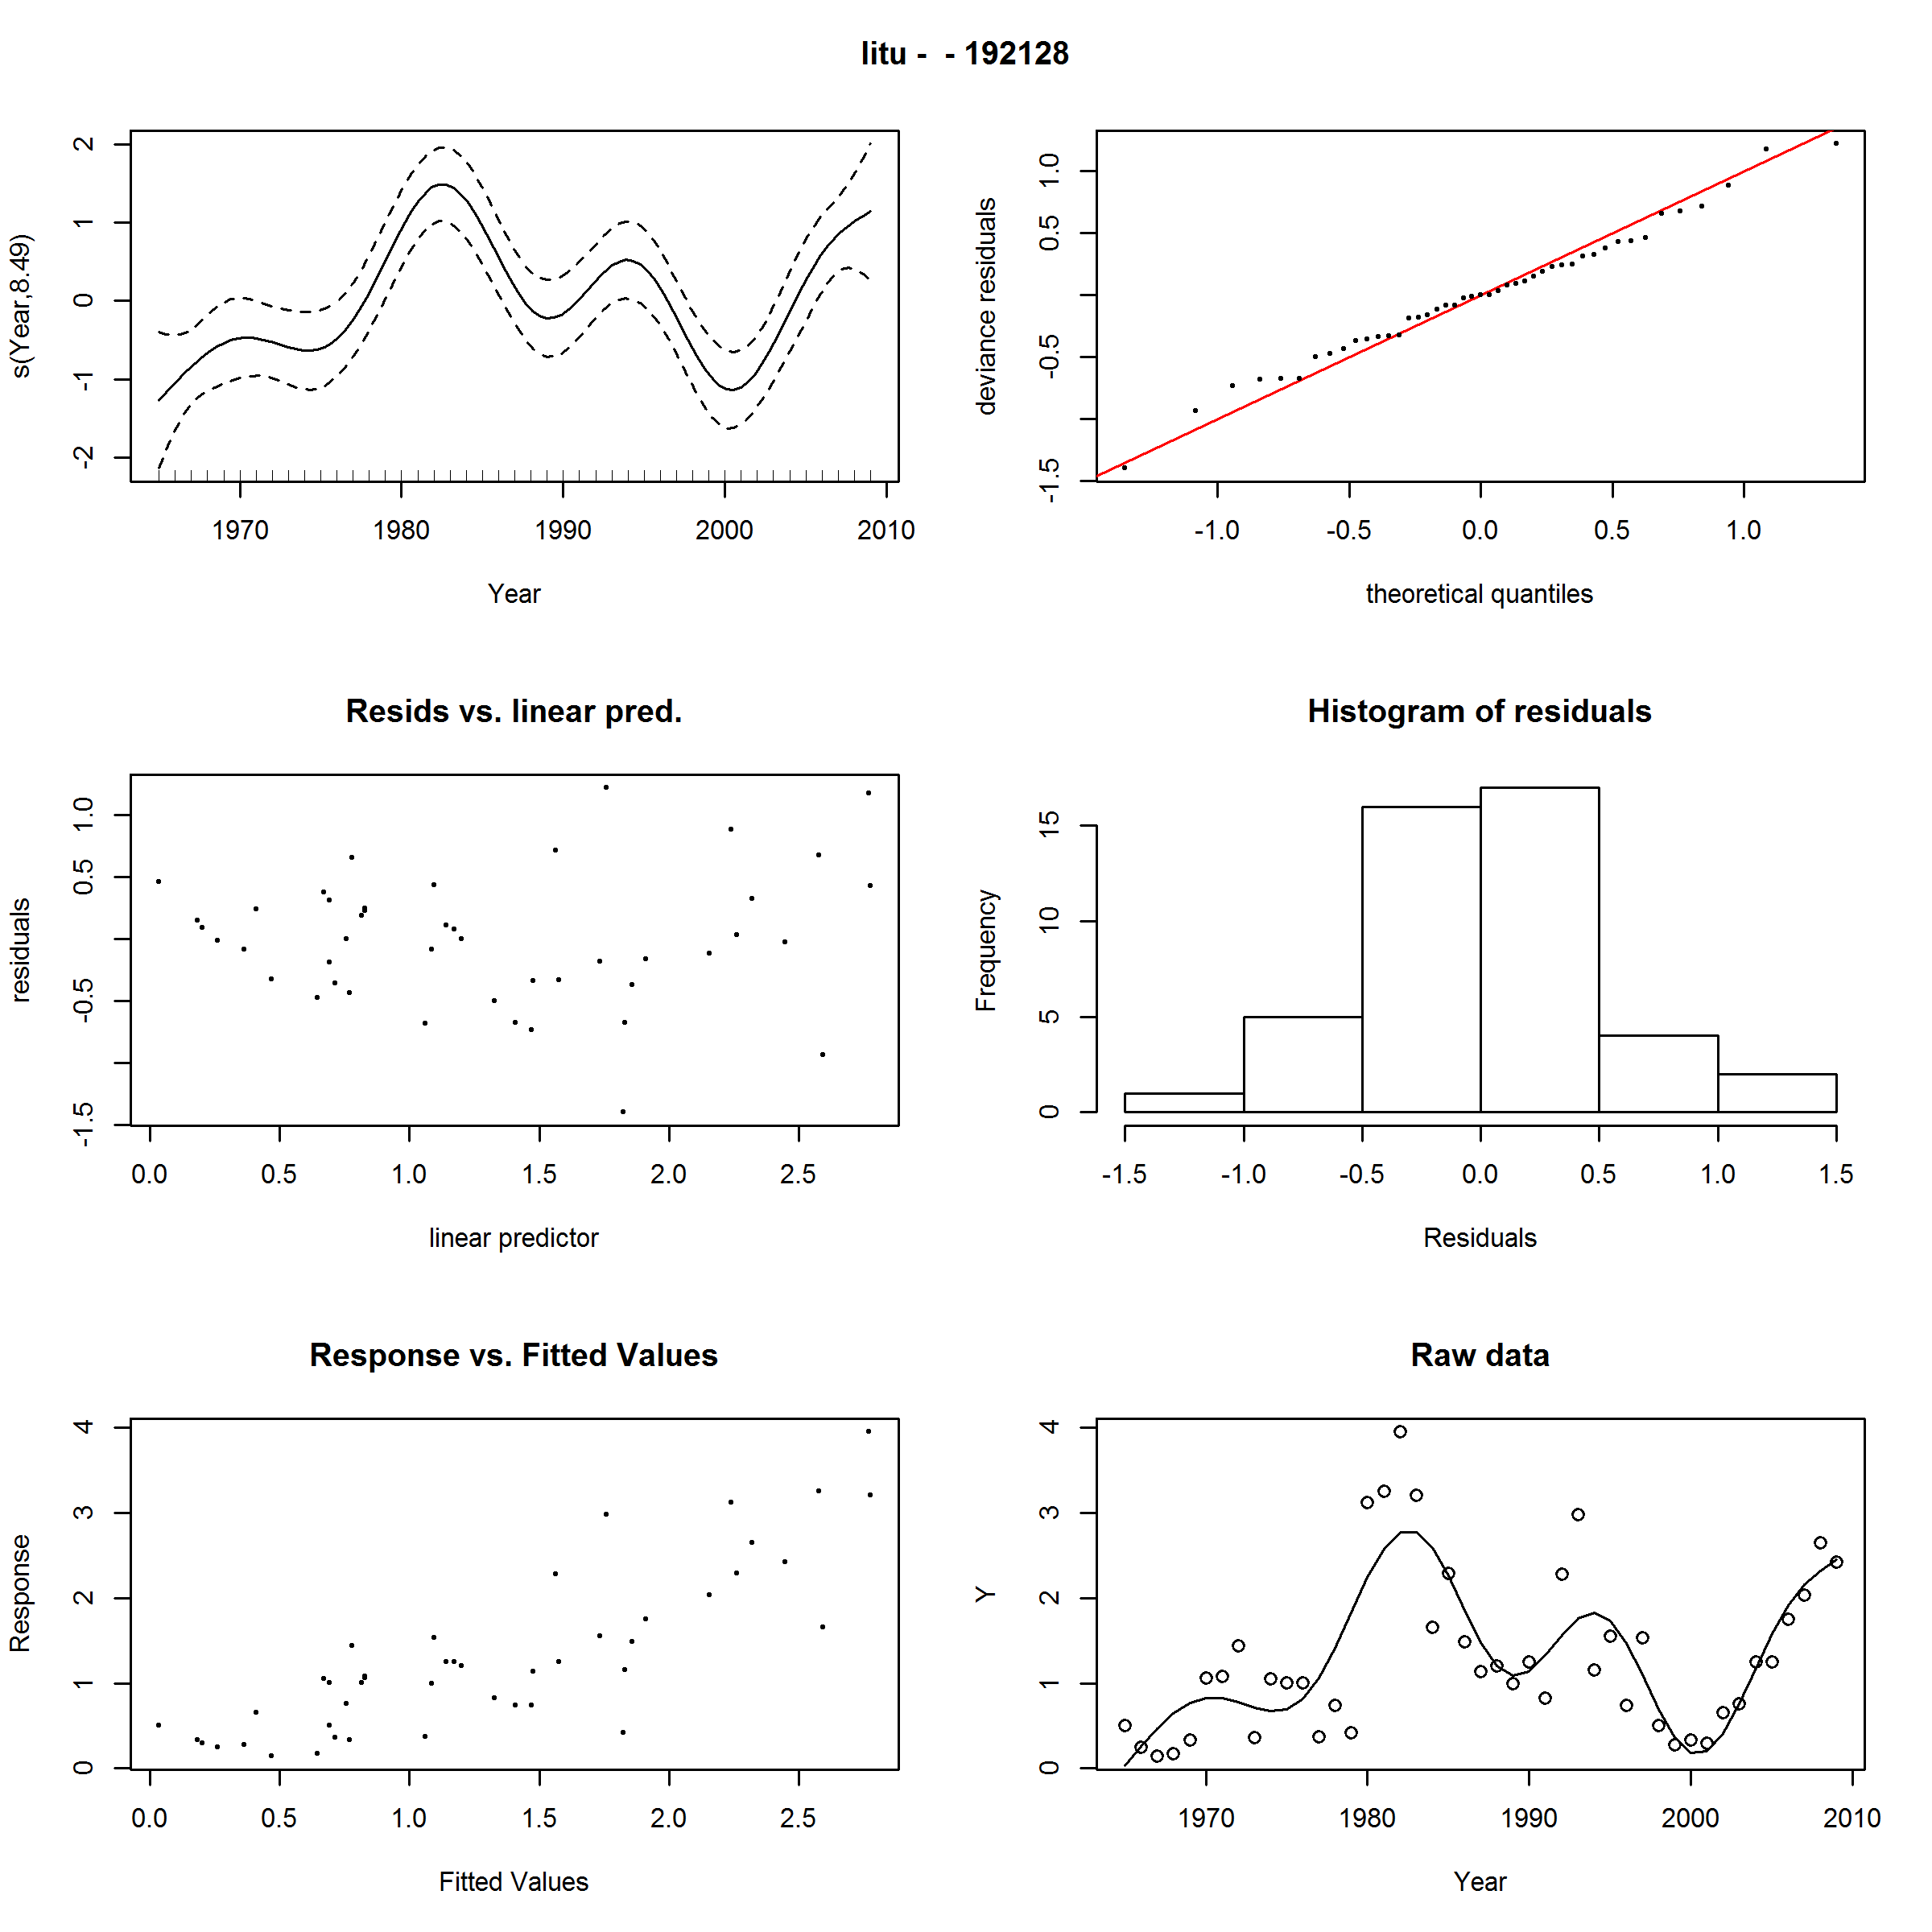 litu -  - 192128
s(Year,8.49)
2
1
0
-1
-2
1970 1980 1990 2000 2010
Year
deviance residuals
1.0
0.5
-0.5
-1.5
-1.0 -0.5 0.0 0.5 1.0
theoretical quantiles
Resids vs. linear pred.
residuals
1.0
0.5
-0.5
-1.5
0.0 0.5 1.0 1.5 2.0 2.5
linear predictor
Histogram of residuals
Frequency
15
10
5
0
-1.5 -1.0 -0.5 0.0 0.5 1.0 1.5
Residuals
Response vs. Fitted Values
Response
4
3
2
1
0
0.0 0.5 1.0 1.5 2.0 2.5
Fitted Values
Raw data
Y
4
3
2
1
0
1970 1980 1990 2000 2010
Year